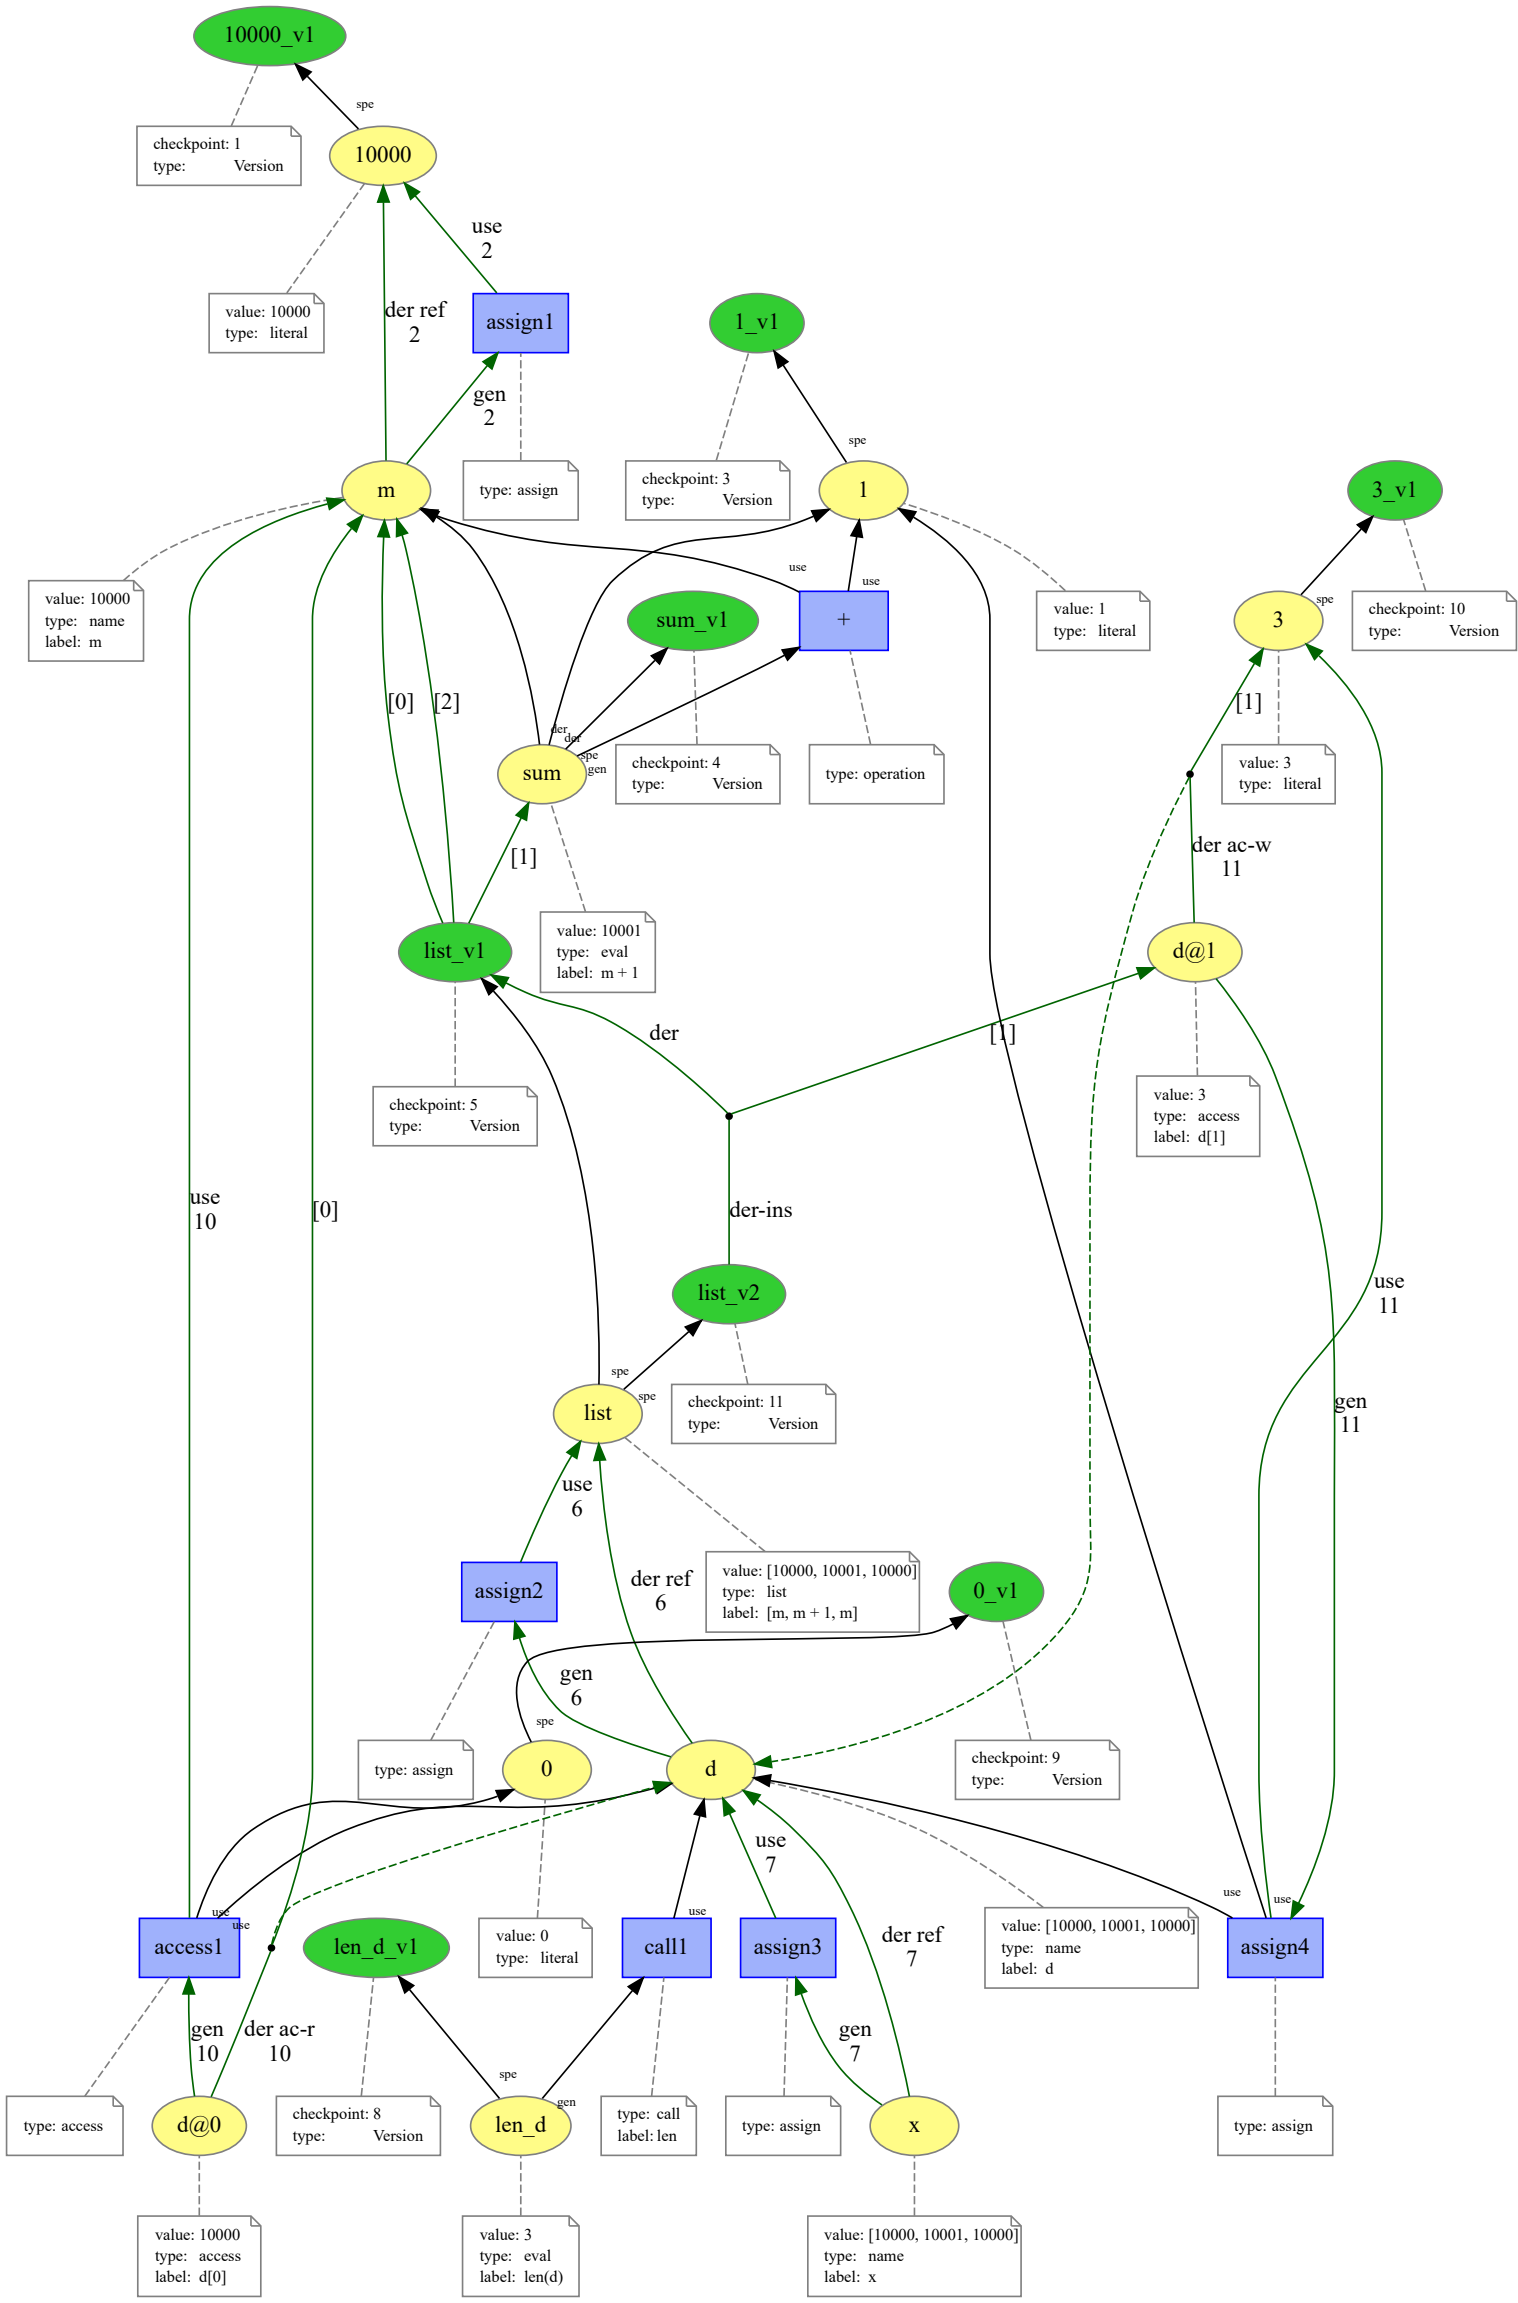 10000_v1
spe
checkpoint: 1
type: Version
10000
use
2
value: 10000
type: literal
der ref
2
assign1
1_v1
gen
2
spe
m
type: assign
checkpoint: 3
type: Version
1
3_v1
use
use
value: 10000
type: name
label: m
sum_v1
+
value: 1
type: literal
3
spe
checkpoint: 10
type: Version
[0]
[2]
[1]
der
der
spe
gen
sum
checkpoint: 4
type: Version
type: operation
value: 3
type: literal
[1]
der ac-w
11
list_v1
value: 10001
type: eval
label: m + 1
d@1
der
[1]
checkpoint: 5
type: Version
value: 3
type: access
label: d[1]
use
10
[0]
der-ins
list_v2
use
11
spe
spe
list
checkpoint: 11
type: Version
gen
11
use
6
der ref
6
value: [10000, 10001, 10000]
type: list
label: [m, m + 1, m]
assign2
0_v1
gen
6
spe
type: assign
0
d
checkpoint: 9
type: Version
use
7
use
use
use
use
use
der ref
7
access1
len_d_v1
value: 0
type: literal
call1
assign3
value: [10000, 10001, 10000]
type: name
label: d
assign4
gen
10
der ac-r
10
gen
7
spe
gen
type: access
d@0
checkpoint: 8
type: Version
len_d
type: call
label: len
type: assign
x
type: assign
value: 10000
type: access
label: d[0]
value: 3
type: eval
label: len(d)
value: [10000, 10001, 10000]
type: name
label: x